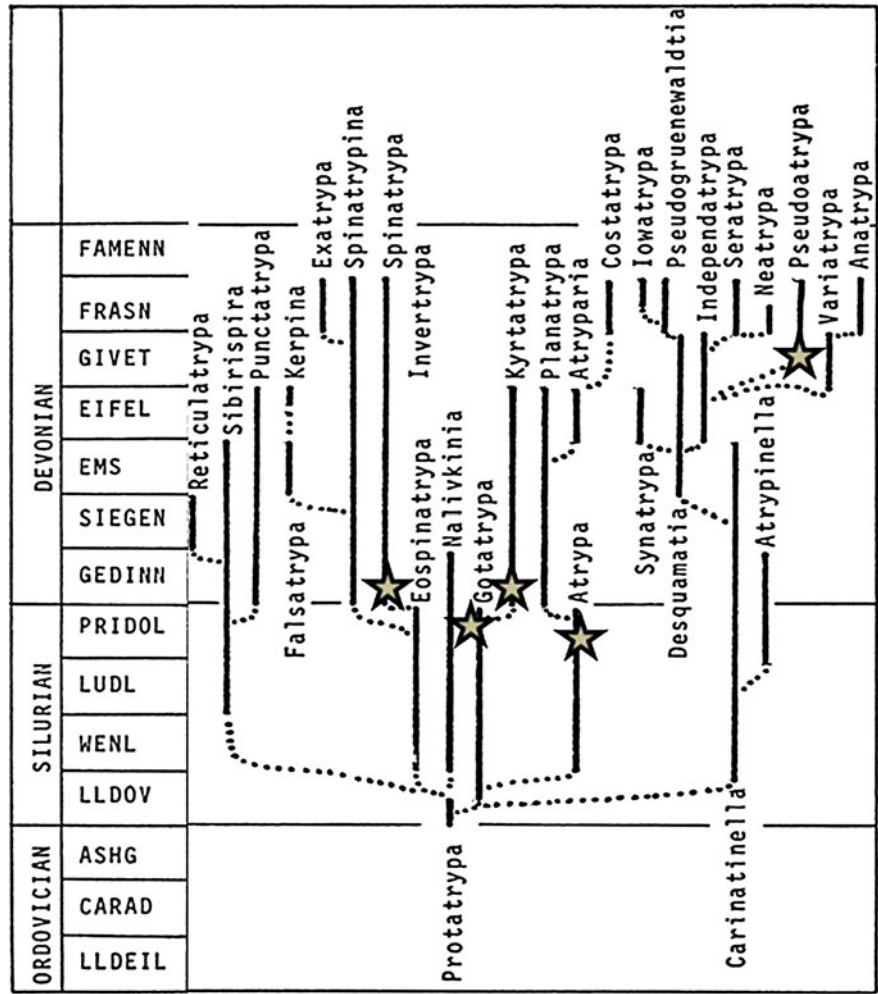 DEVONIAN
FAMENN
FRASN
GIVET
EIFEL
EMS
SIEGEN
GEDINN
SILURIAN
PRIDOL
LUDL
WENL
LLDOV
ORDOVICIAN
ASHG
CARAD
LLDEIL
Reticulatrypa
Sibirispira
Punctatrypa
Kerpina
Falsatrypa
Exatrypa
Spinatrypina
Spinatrypa
Invertrypa
Eospinatrypa
Nalivkinia
Protatrypa
Gotatrypa
Kyrtatrypa
Planatrypa
Atryparia
Atrypa
Costatrypa
Iowatrypa
Synatrypa
Pseudogruenewaldtia
Desquamatia
Independatrypa
Seratrypa
Carinatinella
Neatrypa
Atrypinella
Pseudoatrypa
Variatrypa
Anatrypa